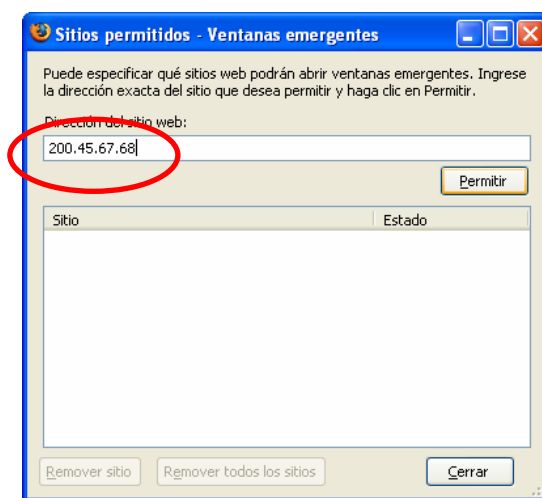 Sitios permitidos - Ventanas emergentes
Puede especificar qué sitios web podrán abrir ventanas emergentes. Ingrese
la dirección exacta del sitio que desea permitir y haga clic en Permitir.
Dirección del sitio web:
200.45.67.68
Permitir
Sitio Estado
Remover sitio Remover todos los sitios Cerrar